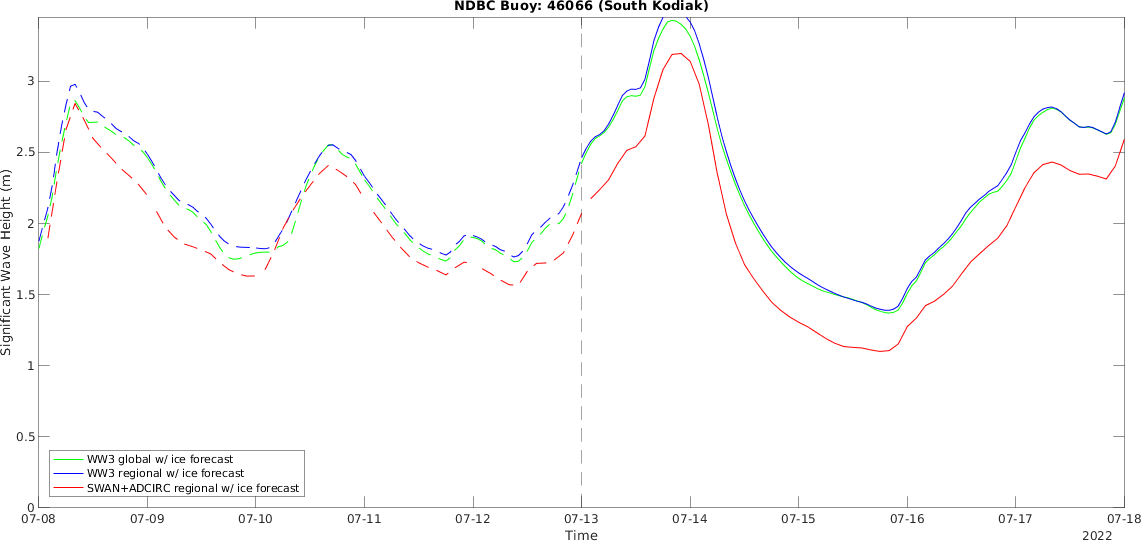 NDBC Buoy: 46066 (South Kodiak)
Significant Wave Height (m)
3
2.5
2
1.5
1
0.5
0
WW3 global w/ ice forecast
WW3 regional w/ ice forecast
SWAN+ADCIRC regional w/ ice forecast
07-08 07-09 07-10 07-11 07-12 07-13 07-14 07-15 07-16 07-17 07-18
Time
2022